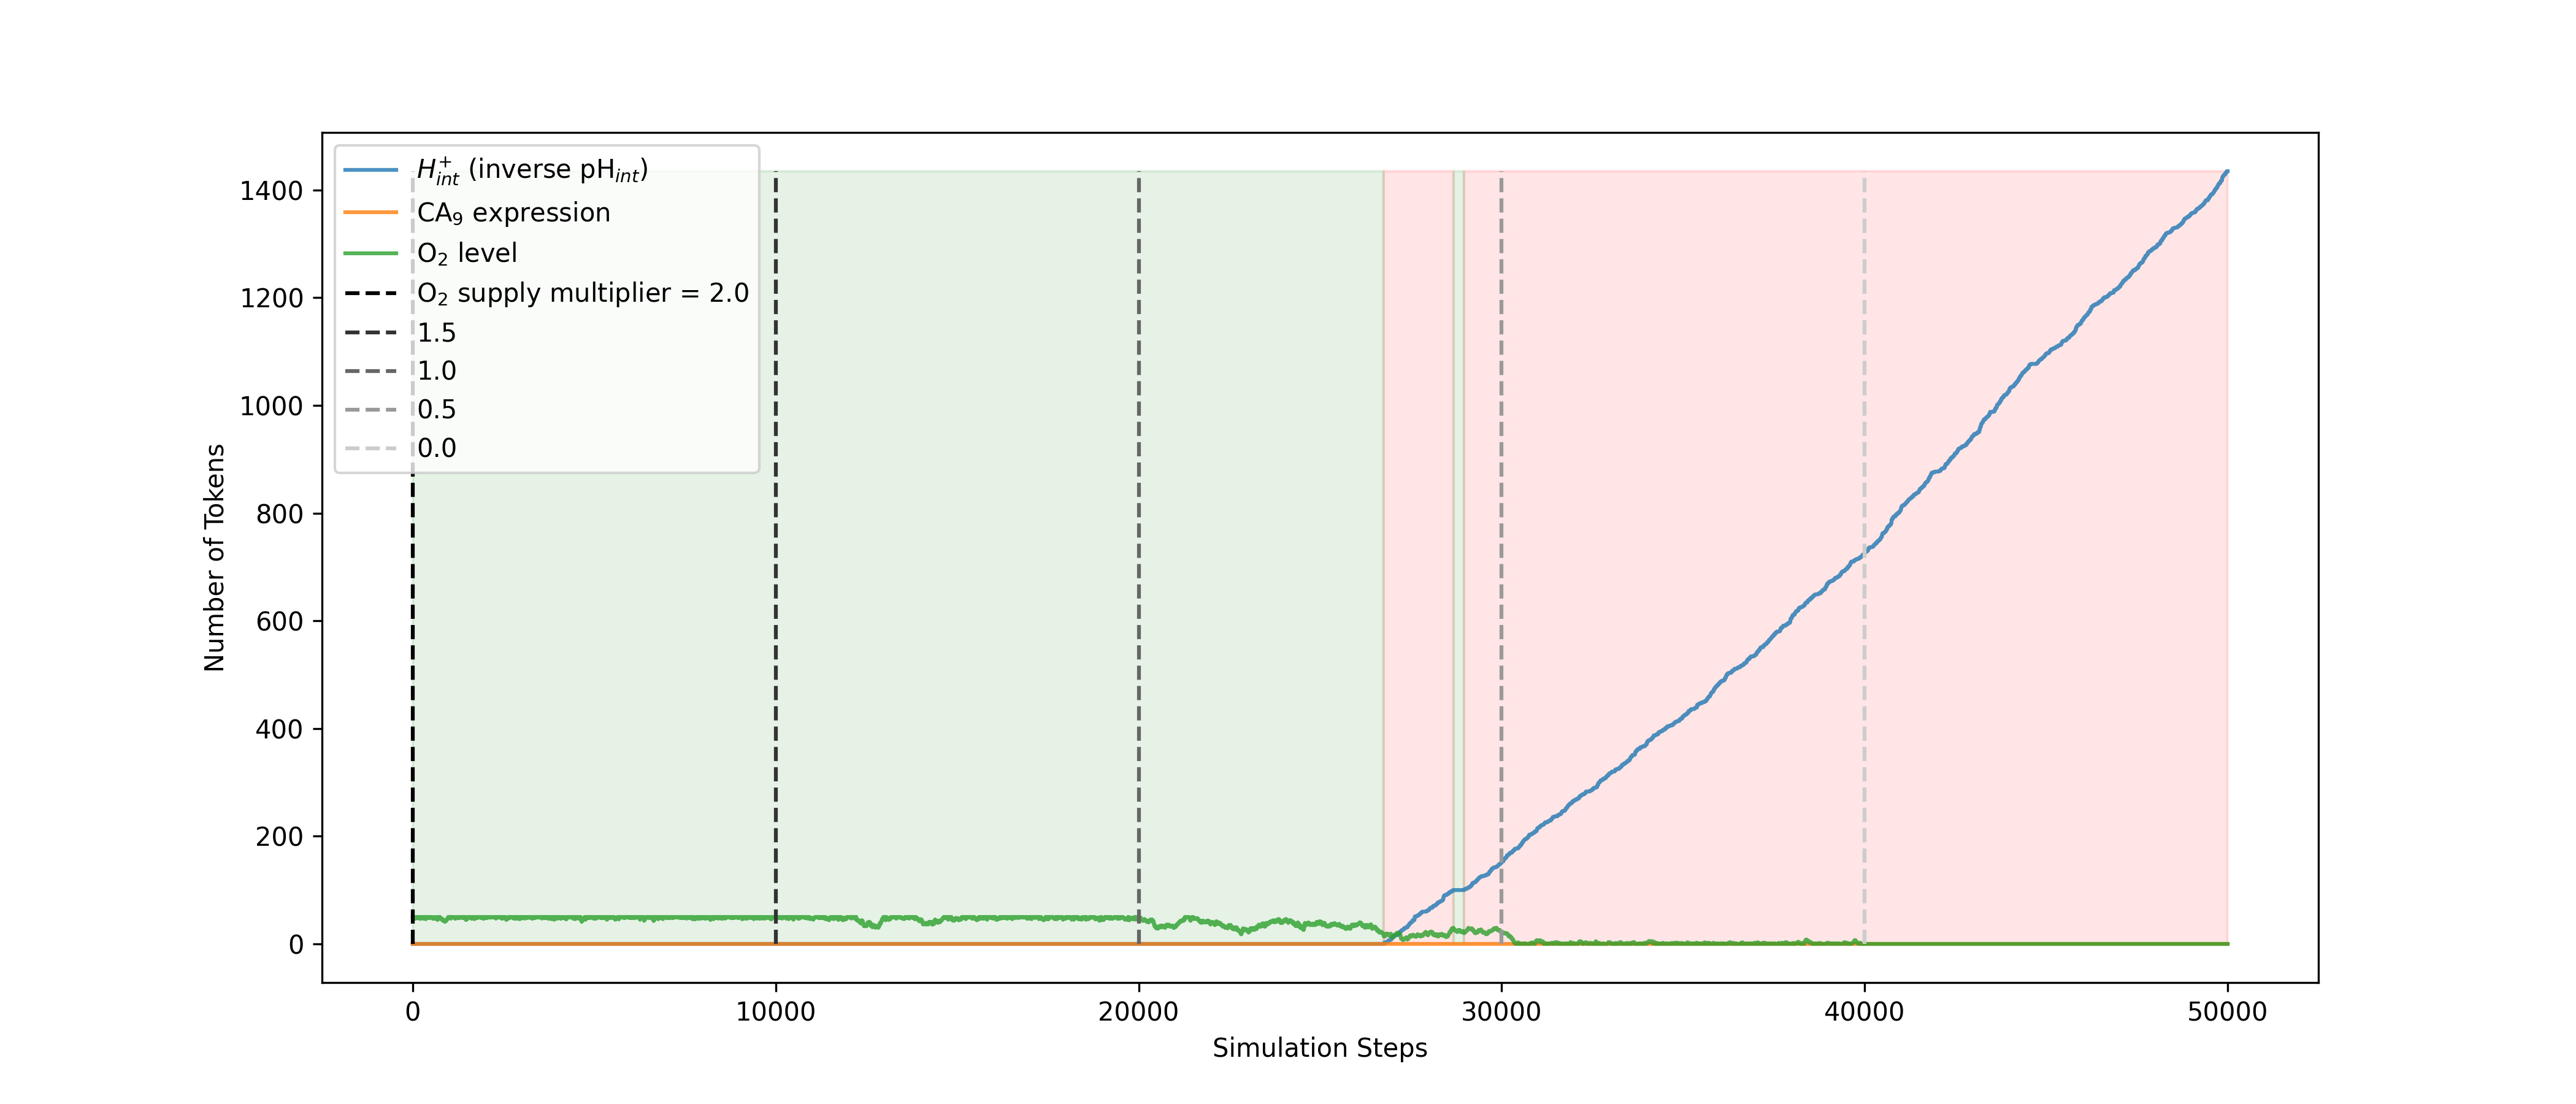 H⁺ᵢₙₜ (inverse pHᵢₙₜ)
CA₉ expression
O₂ level
O₂ supply multiplier = 2.0
1.5
1.0
0.5
0.0
Number of Tokens
1400
1200
1000
800
600
400
200
0
0 10000 20000 30000 40000 50000
Simulation Steps